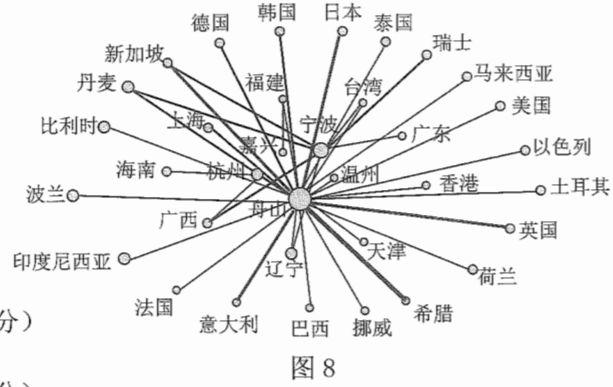 韩国
日本
德国
泰国
新加坡
瑞士
丹麦
福建
台湾
马来西亚
美国
比利时
上海
宁波
广东
嘉兴
以色列
海南
杭州
温州
香港
土耳其
波兰
舟山
广西
英国
天津
印度尼西亚
辽宁
荷兰
法国
意大利
巴西
挪威
希腊
分)
图8